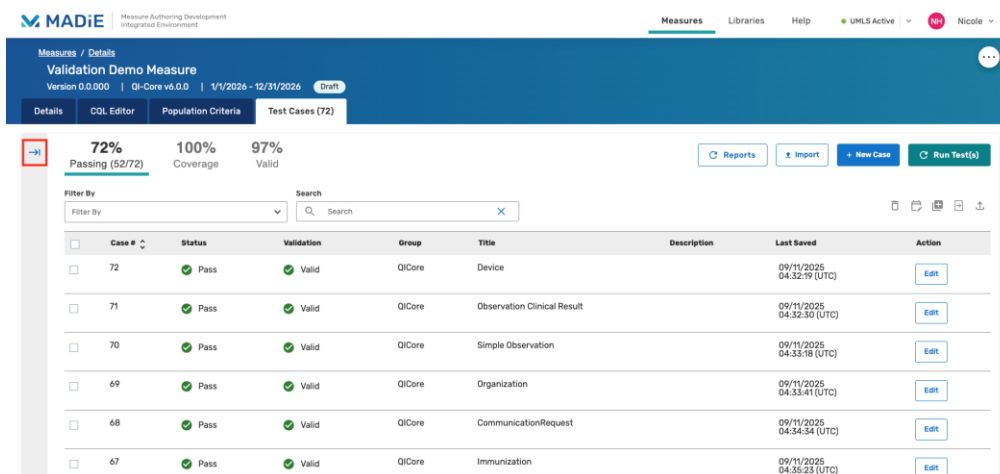 MADiE
Measure Authoring Development
Integrated Environment
Measures Libraries Help UMLS Active NH Nicole
Measures / Details
Validation Demo Measure
Version 0.0.000 | QI-Core v6.0.0 | 1/1/2026 - 12/31/2026 Draft
Details CQL Editor Population Criteria Test Cases (72)
72% 100% 97%
Passing (52/72) Coverage Valid
Reports Import + New Case Run Test(s)
Filter By Search
Filter By Search
Case # Status Validation Group Title Description Last Saved Action
72 Pass Valid QICore Device 09/11/2025 Edit
04:32:19 (UTC)
71 Pass Valid QICore Observation Clinical Result 09/11/2025 Edit
04:32:30 (UTC)
70 Pass Valid QICore Simple Observation 09/11/2025 Edit
04:33:18 (UTC)
69 Pass Valid QICore Organization 09/11/2025 Edit
04:33:41 (UTC)
68 Pass Valid QICore CommunicationRequest 09/11/2025 Edit
04:34:34 (UTC)
67 Pass Valid QICore Immunization 09/11/2025 Edit
04:35:23 (UTC)